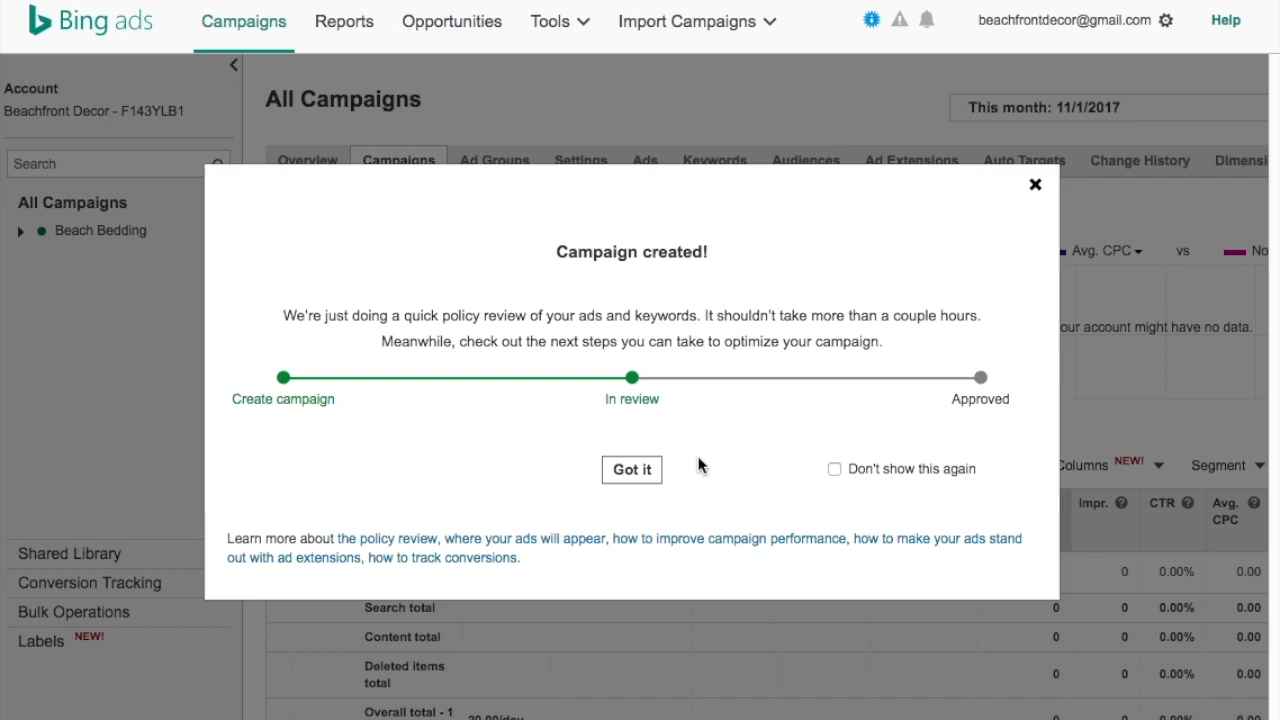 Bing ads
Campaigns
Reports
Opportunities
Tools
Import Campaigns
beachfrontdecor@gmail.com
Help
Account
Beachfront Decor - F143YLB1
Search
All Campaigns
Beach Bedding
Shared Library
Conversion Tracking
Bulk Operations
Labels NEW!
All Campaigns
This month: 11/1/2017
Overview
Campaigns
Ad Groups
Settings
Ads
Keywords
Audiences
Ad Extensions
Auto Targets
Change History
Dimensi
Avg. CPC
vs
No
our account might have no data.
Campaign created!
We're just doing a quick policy review of your ads and keywords. It shouldn't take more than a couple hours.
Meanwhile, check out the next steps you can take to optimize your campaign.
Create campaign
In review
Approved
Got it
Don't show this again
Learn more about the policy review, where your ads will appear, how to improve campaign performance, how to make your ads stand
out with ad extensions, how to track conversions.
Columns NEW!
Segment
Impr.
CTR
Avg.
CPC
0 0.00% 0.00
Search total 0 0 0.00% 0.00
Content total 0 0 0.00% 0.00
Deleted items
total 0 0 0.00% 0.00
Overall total - 1
20.00/day